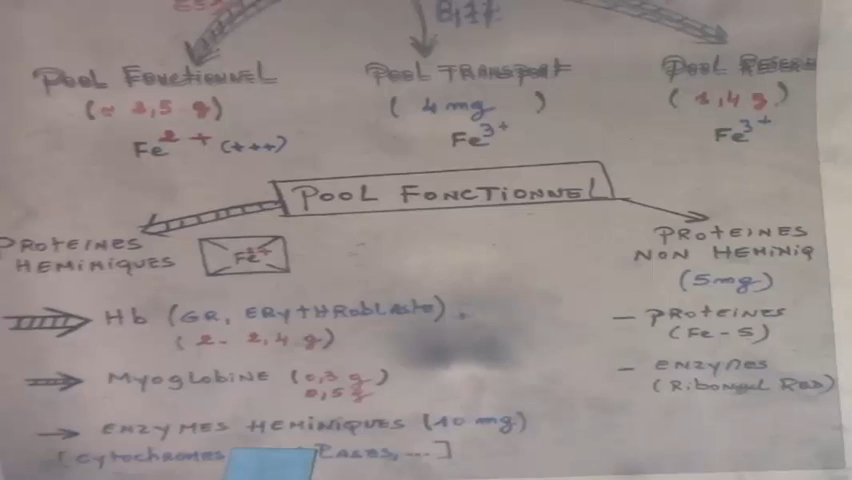 POOL FONCTIONNEL
(≈ 2,5 g)
Fe2+ (+++)
POOL TRANSPORT
(4 mg)
Fe3+
POOL RESER
(1,4 g)
Fe3+
POOL FONCTIONNEL
PROTEINES
HEMINIQUES
Fe2+
Hb (GR, ERYTHROblaste).
(2 - 2,4 g)
MYOGLOBINE (0,3 g)
0,5 g
ENZYMES HEMINIQUES (10 mg)
[cytochromes
...]
PROTEINES
NON HEMINIQ
(5mg)
- PROTEINES
(Fe-S)
- ENZYMES
(Ribonucl Red)